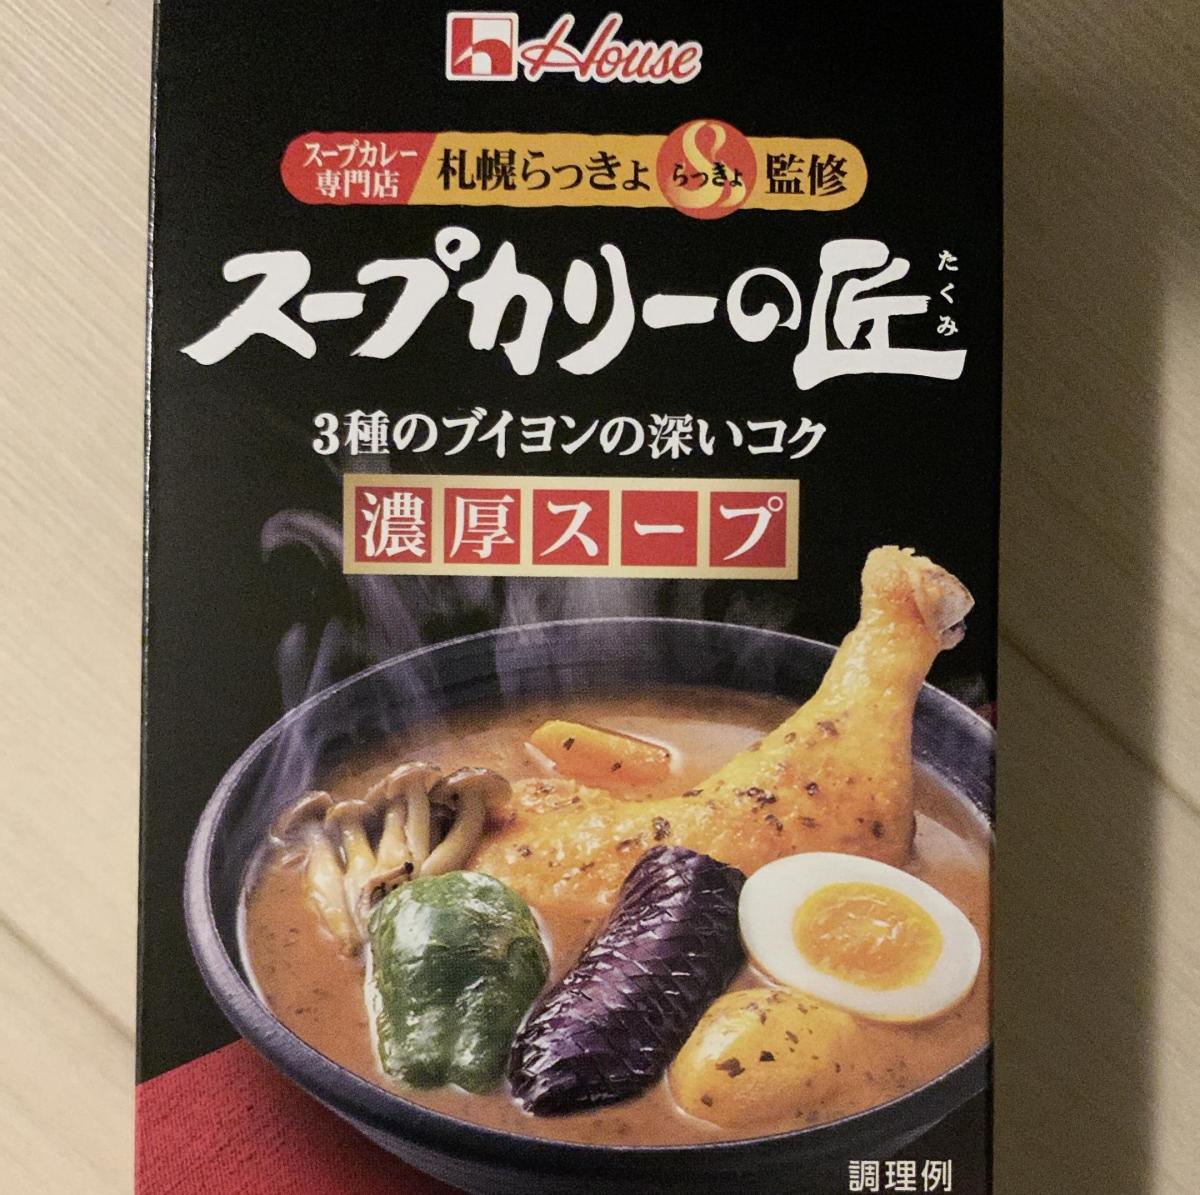 House
スープカレー
専門店
札幌らっきょ らっきょ 監修
スープカリーの匠
たくみ
3種のブイヨンの深いコク
濃厚スープ
調理例